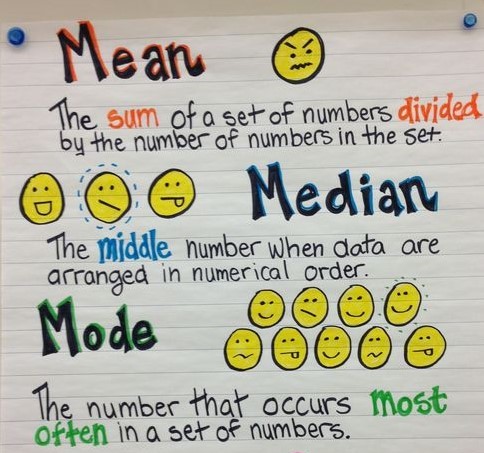 Mean
The sum of a set of numbers divided
by the number of numbers in the set.
Median
The middle number when data are
arranged in numerical order.
Mode
The number that occurs most
often in a set of numbers.